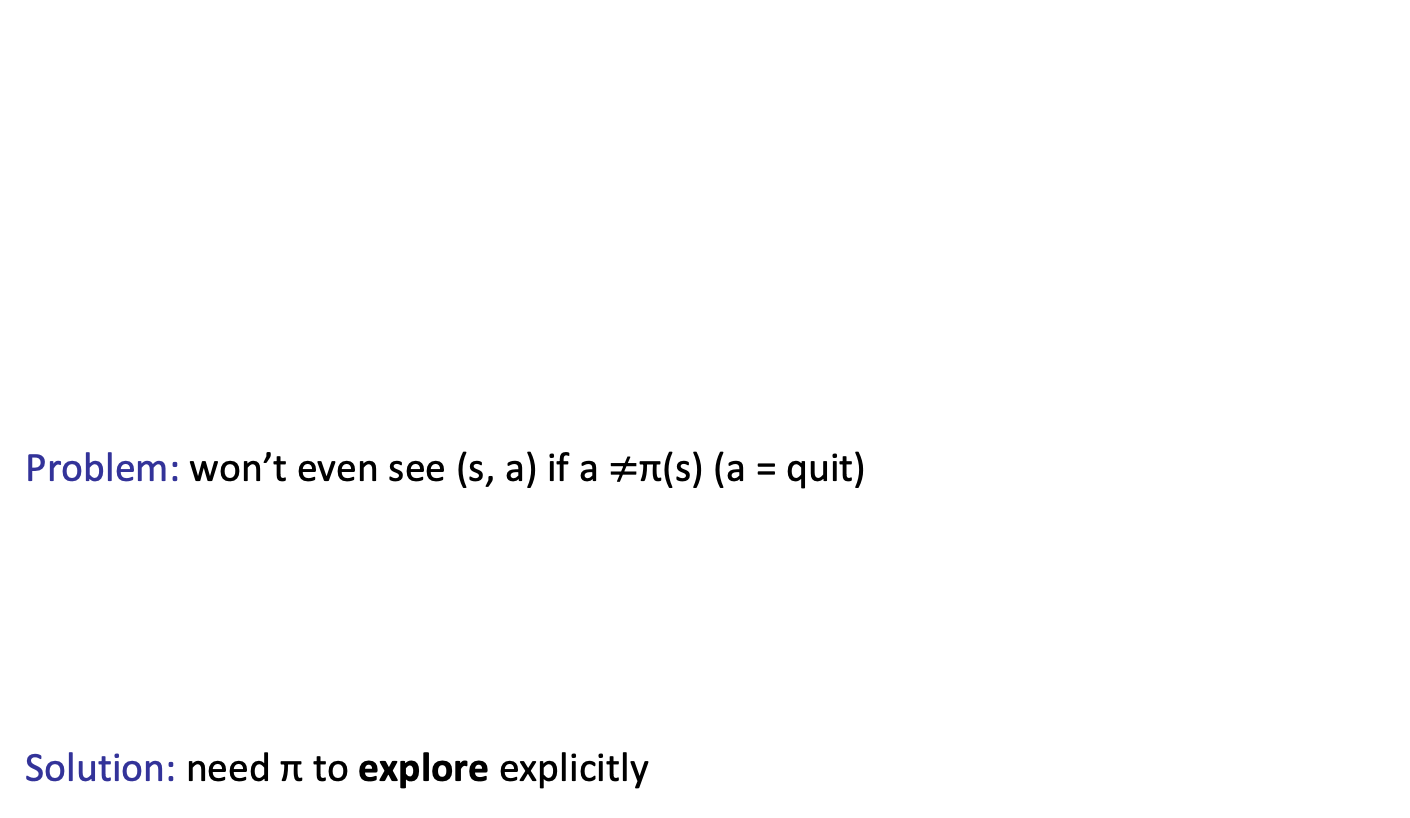 Problem: won’t even see (s, a) if a ≠π(s) (a = quit)
Solution: need π to explore explicitly